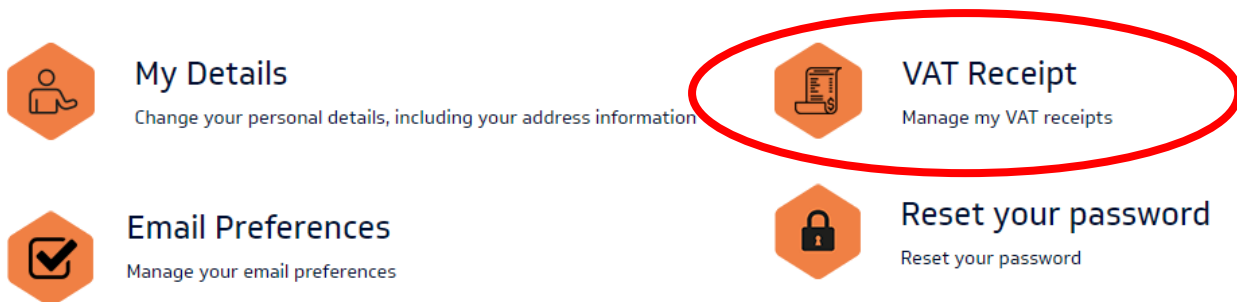 My Details
Change your personal details, including your address information
VAT Receipt
Manage my VAT receipts
Email Preferences
Manage your email preferences
Reset your password
Reset your password